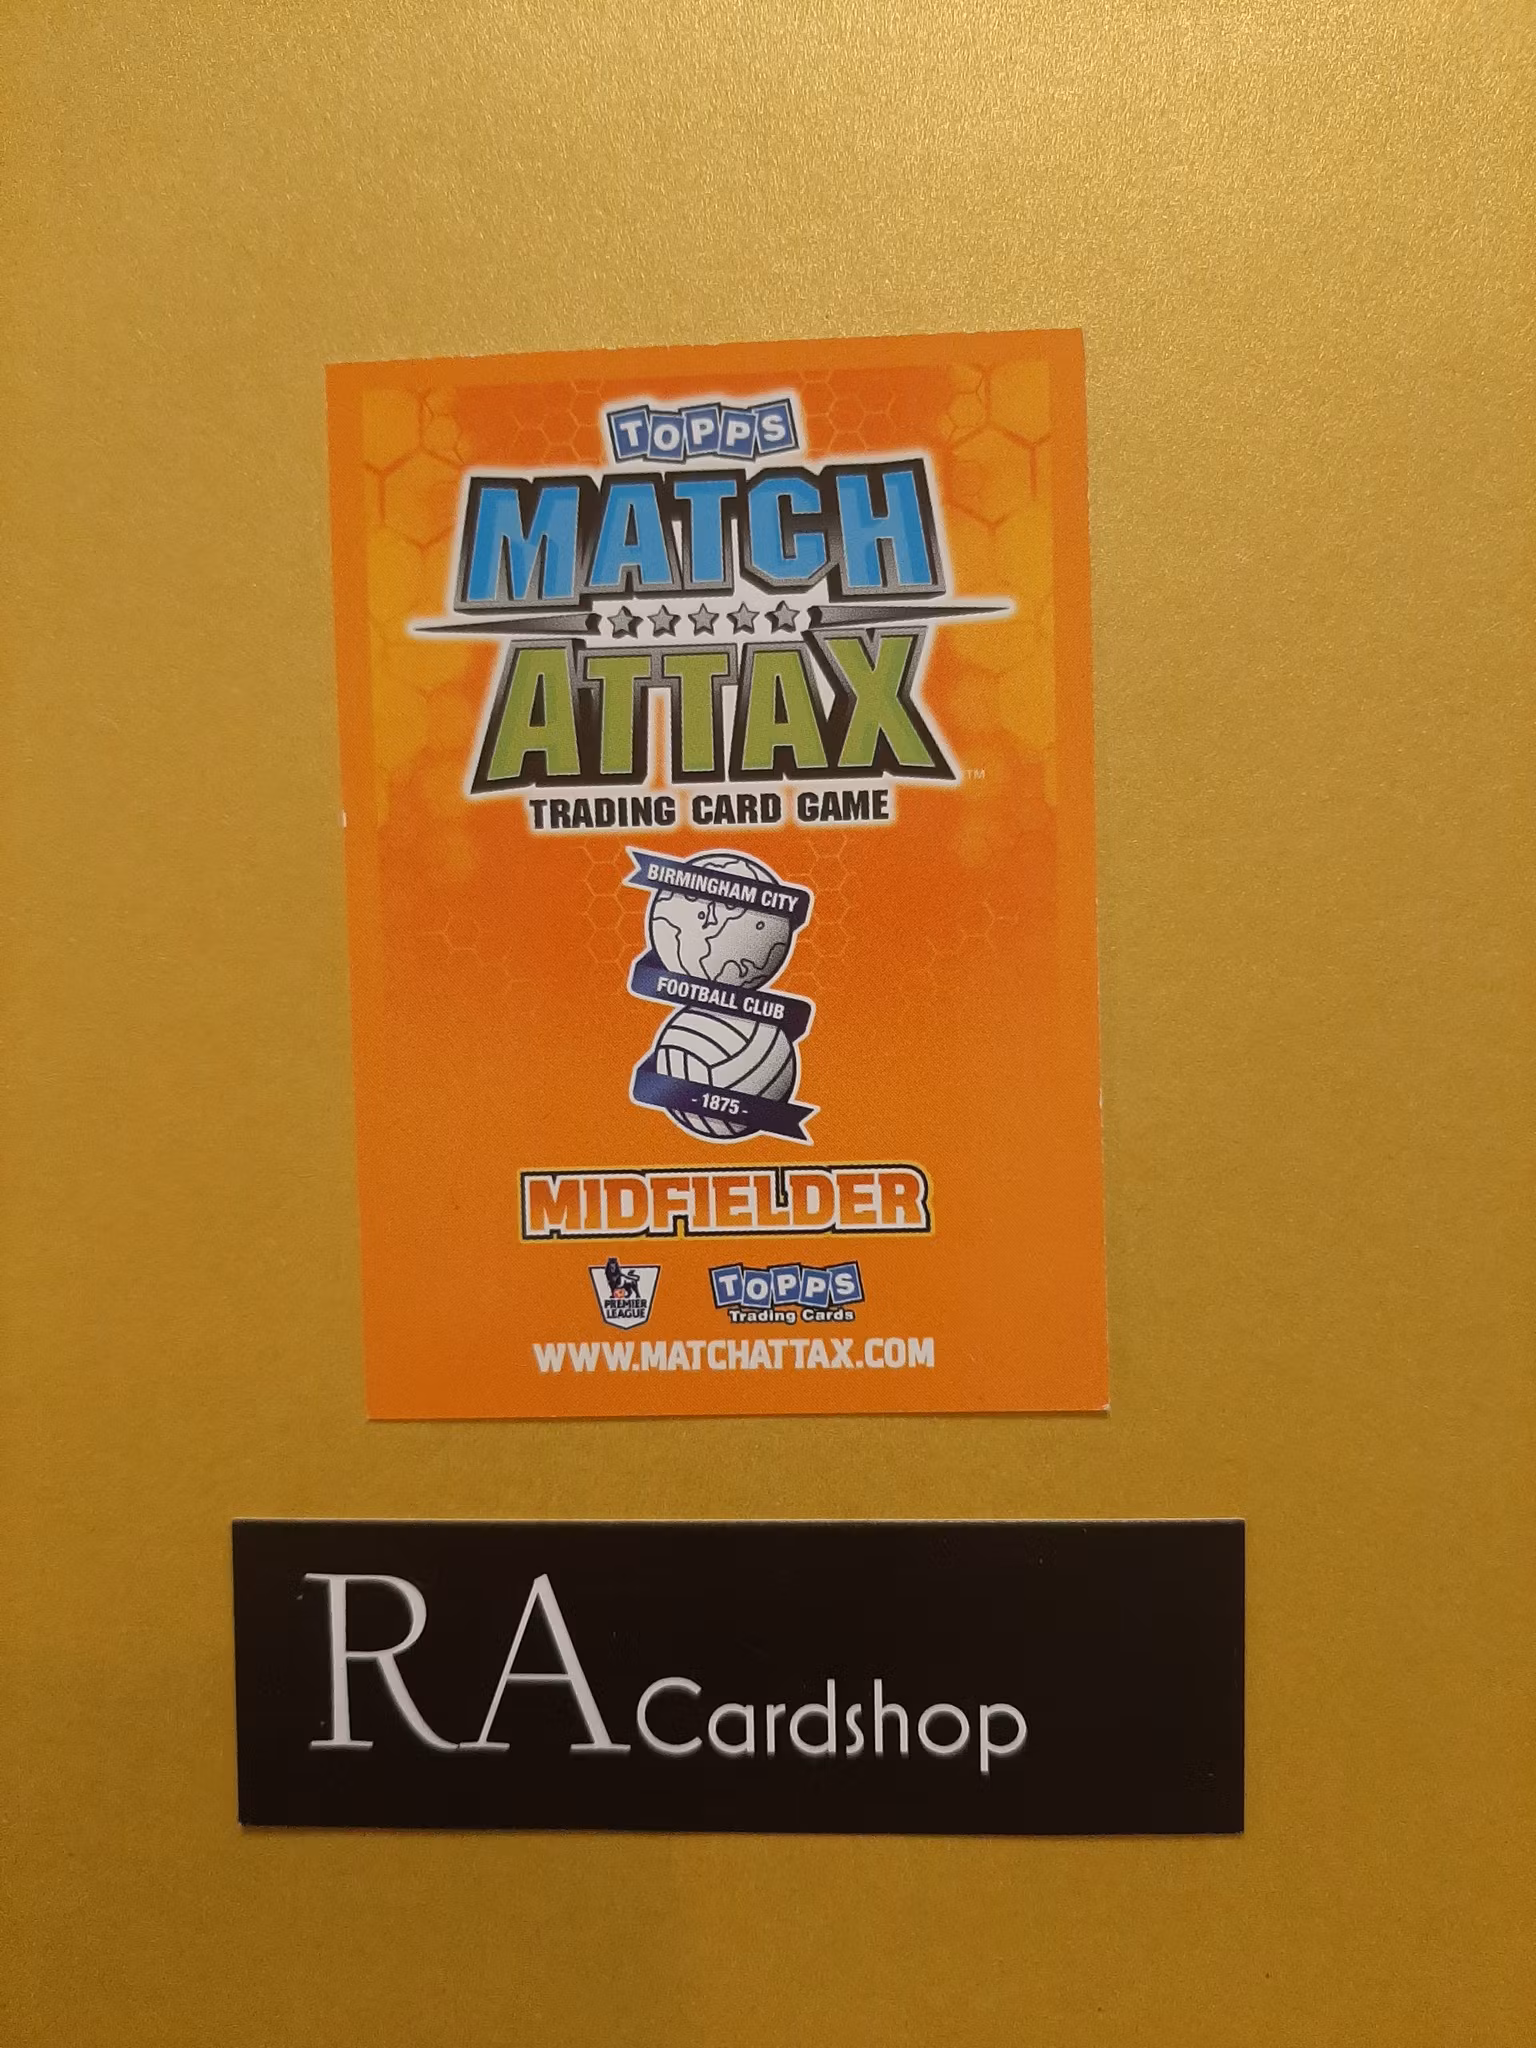 TOPPS
MATCH
ATTAX
™
TRADING CARD GAME
BIRMINGHAM CITY
FOOTBALL CLUB
- 1875 -
MIDFIELDER
PREMIER
LEAGUE
TOPPS
Trading Cards
WWW.MATCHATTAX.COM
RA Cardshop